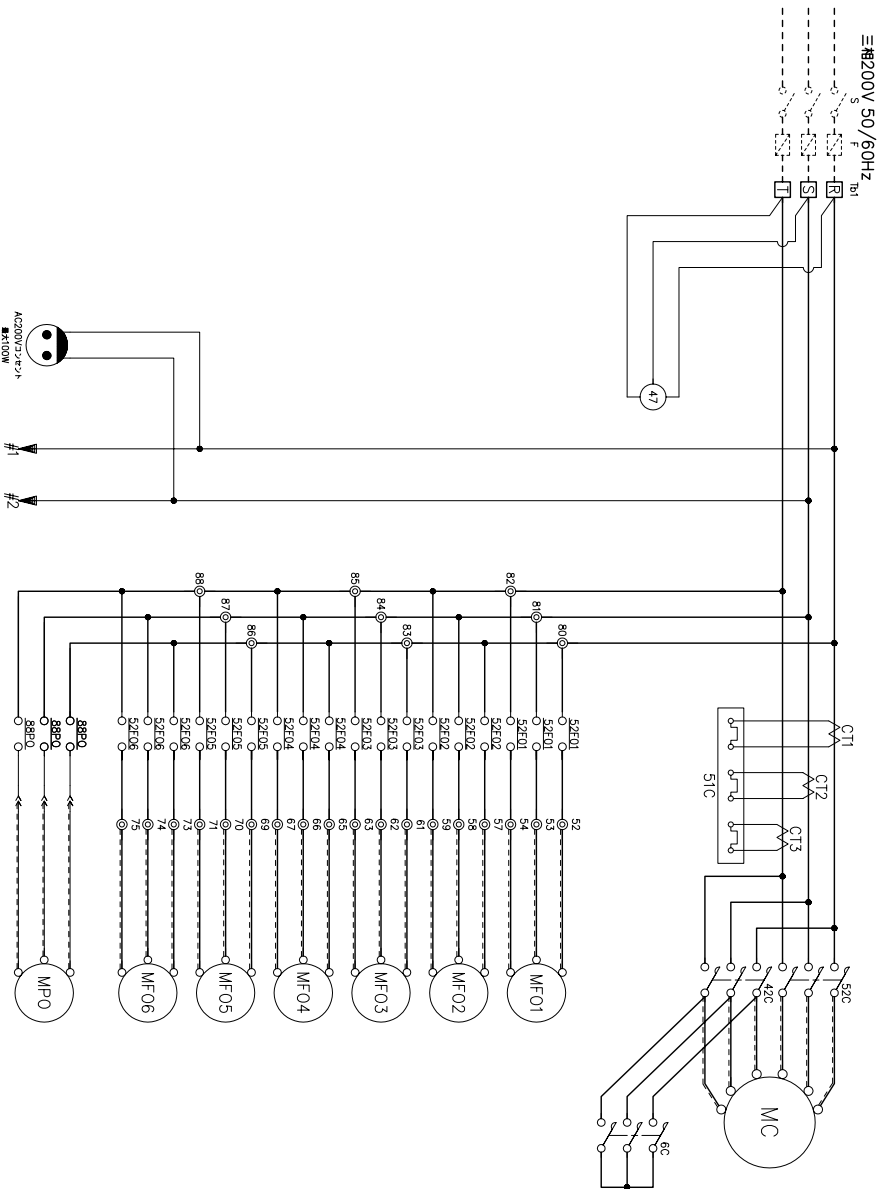 三相200V 50/60Hz
S
F
Tb1
R
S
T
47
AC200Vコンセント
最大100W
#1
#2
CT1
CT2
CT3
51C
52C
42C
6C
MC
80
81
82
83
84
85
86
87
88
52F01
52F01
52F01
52F02
52F02
52F02
52F03
52F03
52F03
52F04
52F04
52F04
52F05
52F05
52F05
52F06
52F06
52F06
88PO
88PO
88PO
52
53
54
57
58
59
61
62
63
65
66
67
69
70
71
73
74
75
MF01
MF02
MF03
MF04
MF05
MF06
MPO